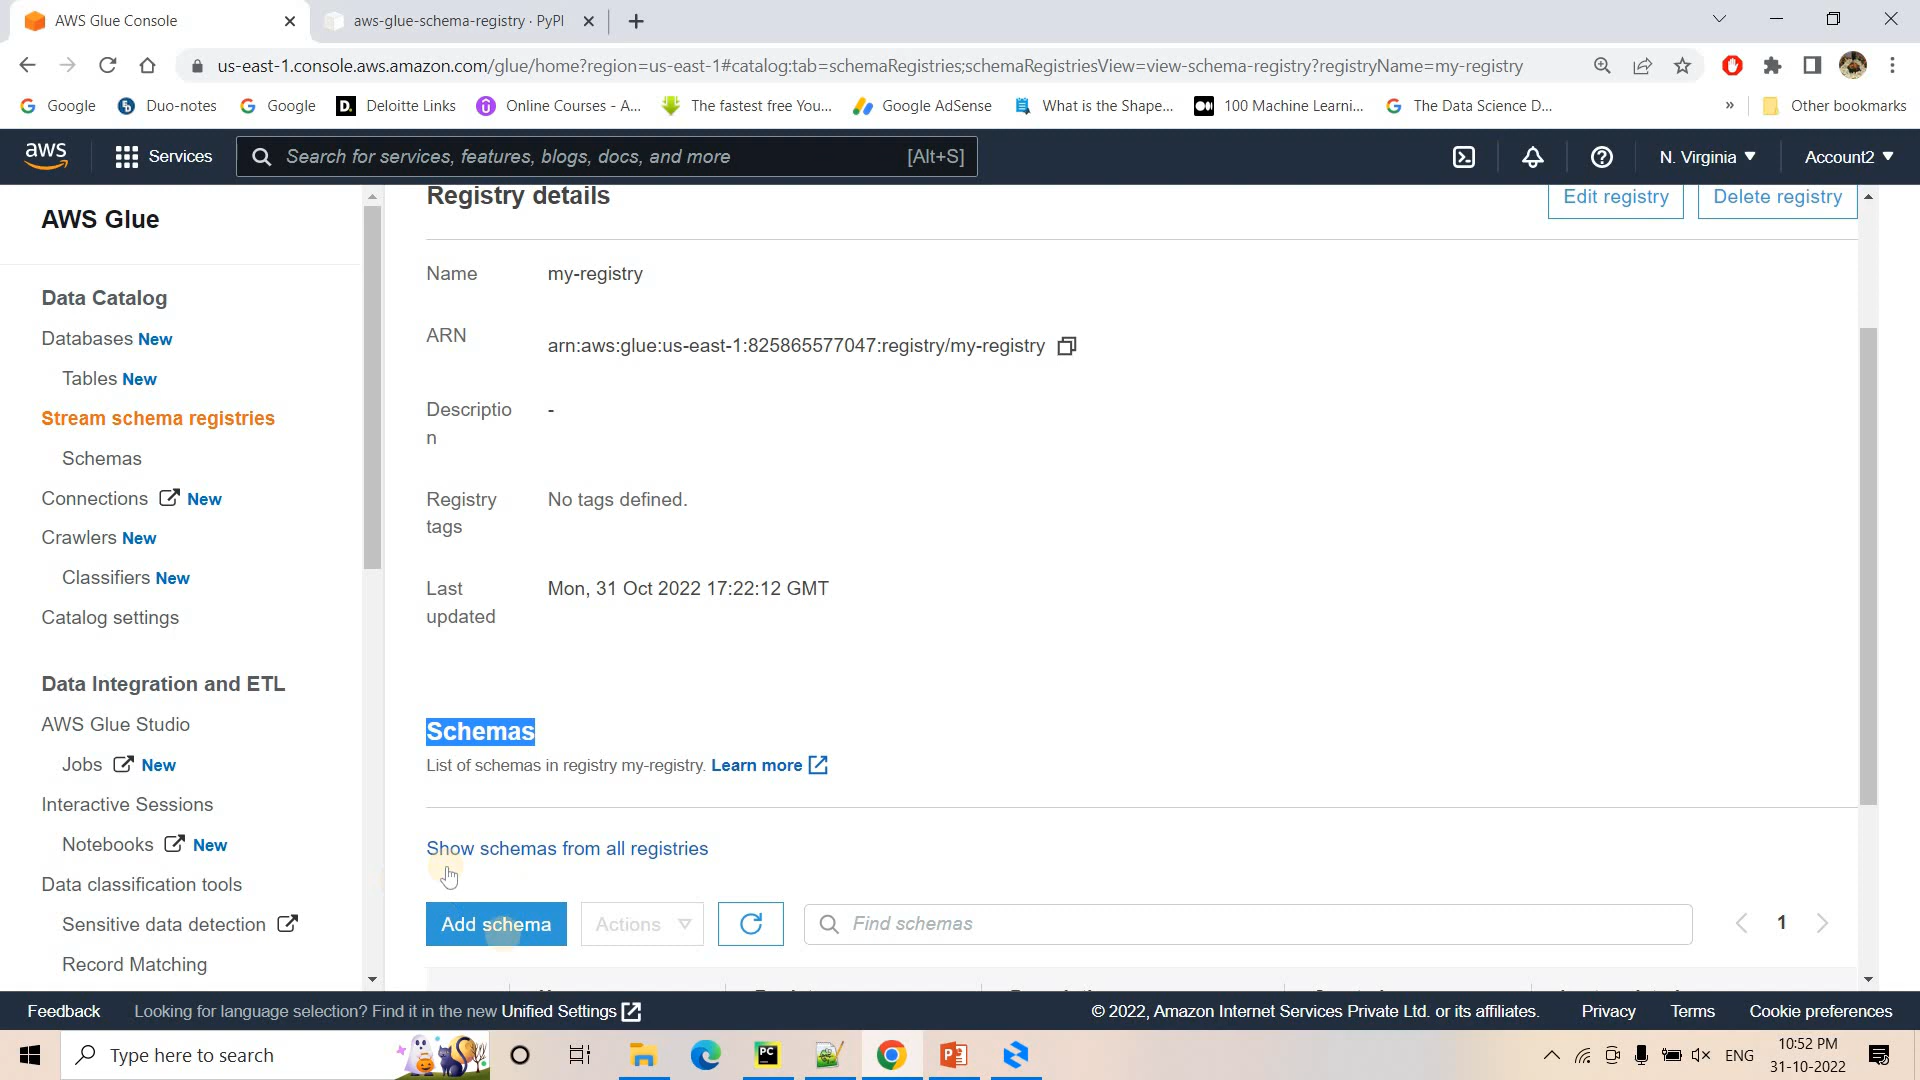 AWS Glue Console
aws-glue-schema-registry · PyPI
us-east-1.console.aws.amazon.com/glue/home?region=us-east-1#catalog:tab=schemaRegistries;schemaRegistriesView=view-schema-registry?registryName=my-registry
Google
Duo-notes
Google
Deloitte Links
Online Courses - A...
The fastest free You...
Google AdSense
What is the Shape...
100 Machine Learni...
The Data Science D...
»
Other bookmarks
aws
Services
Search for services, features, blogs, docs, and more
[Alt+S]
N. Virginia
Account2
AWS Glue
Data Catalog
Databases New
Tables New
Stream schema registries
Schemas
Connections New
Crawlers New
Classifiers New
Catalog settings
Data Integration and ETL
AWS Glue Studio
Jobs New
Interactive Sessions
Notebooks New
Data classification tools
Sensitive data detection
Record Matching
Registry details
Edit registry
Delete registry
Name
my-registry
ARN
arn:aws:glue:us-east-1:825865577047:registry/my-registry
Descriptio
n
-
Registry
tags
No tags defined.
Last
updated
Mon, 31 Oct 2022 17:22:12 GMT
Schemas
List of schemas in registry my-registry. Learn more
Show schemas from all registries
Add schema
Actions
Find schemas
1
Feedback
Looking for language selection? Find it in the new Unified Settings
© 2022, Amazon Internet Services Private Ltd. or its affiliates.
Privacy
Terms
Cookie preferences
Type here to search
ENG
10:52 PM
31-10-2022